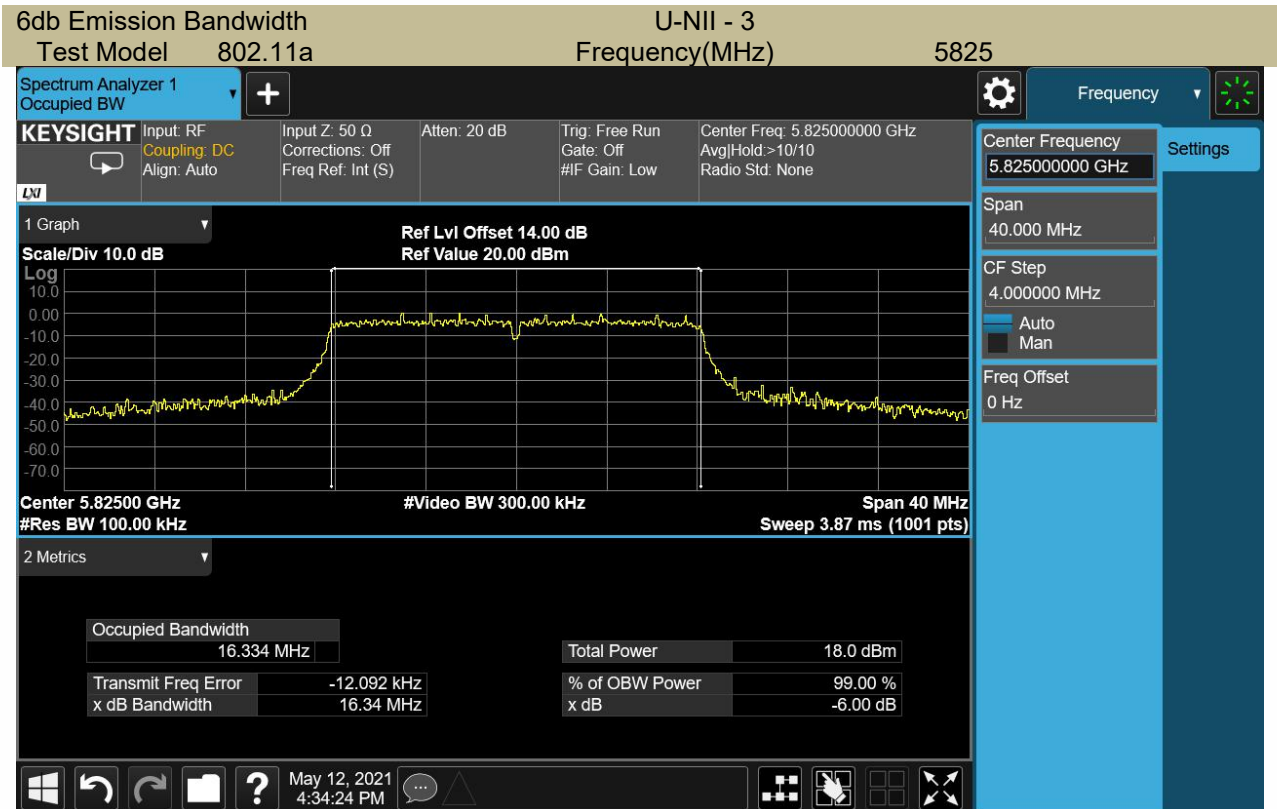 6db Emission Bandwidth U-NII - 3
Test Model 802.11a Frequency(MHz) 5825
Spectrum Analyzer 1
Occupied BW
+
Frequency
KEYSIGHT Input: RF Input Z: 50 Ω Atten: 20 dB Trig: Free Run Center Freq: 5.825000000 GHz
Coupling: DC Corrections: Off Gate: Off Avg|Hold:>10/10
Align: Auto Freq Ref: Int (S) #IF Gain: Low Radio Std: None
LXI
Center Frequency
5.825000000 GHz
Settings
Span
40.000 MHz
CF Step
4.000000 MHz
Auto
Man
Freq Offset
0 Hz
1 Graph
Ref Lvl Offset 14.00 dB
Scale/Div 10.0 dB Ref Value 20.00 dBm
Log
10.0
0.00
-10.0
-20.0
-30.0
-40.0
-50.0
-60.0
-70.0
Center 5.82500 GHz #Video BW 300.00 kHz Span 40 MHz
#Res BW 100.00 kHz Sweep 3.87 ms (1001 pts)
2 Metrics
Occupied Bandwidth
16.334 MHz Total Power 18.0 dBm
Transmit Freq Error -12.092 kHz % of OBW Power 99.00 %
x dB Bandwidth 16.34 MHz x dB -6.00 dB
? May 12, 2021
4:34:24 PM